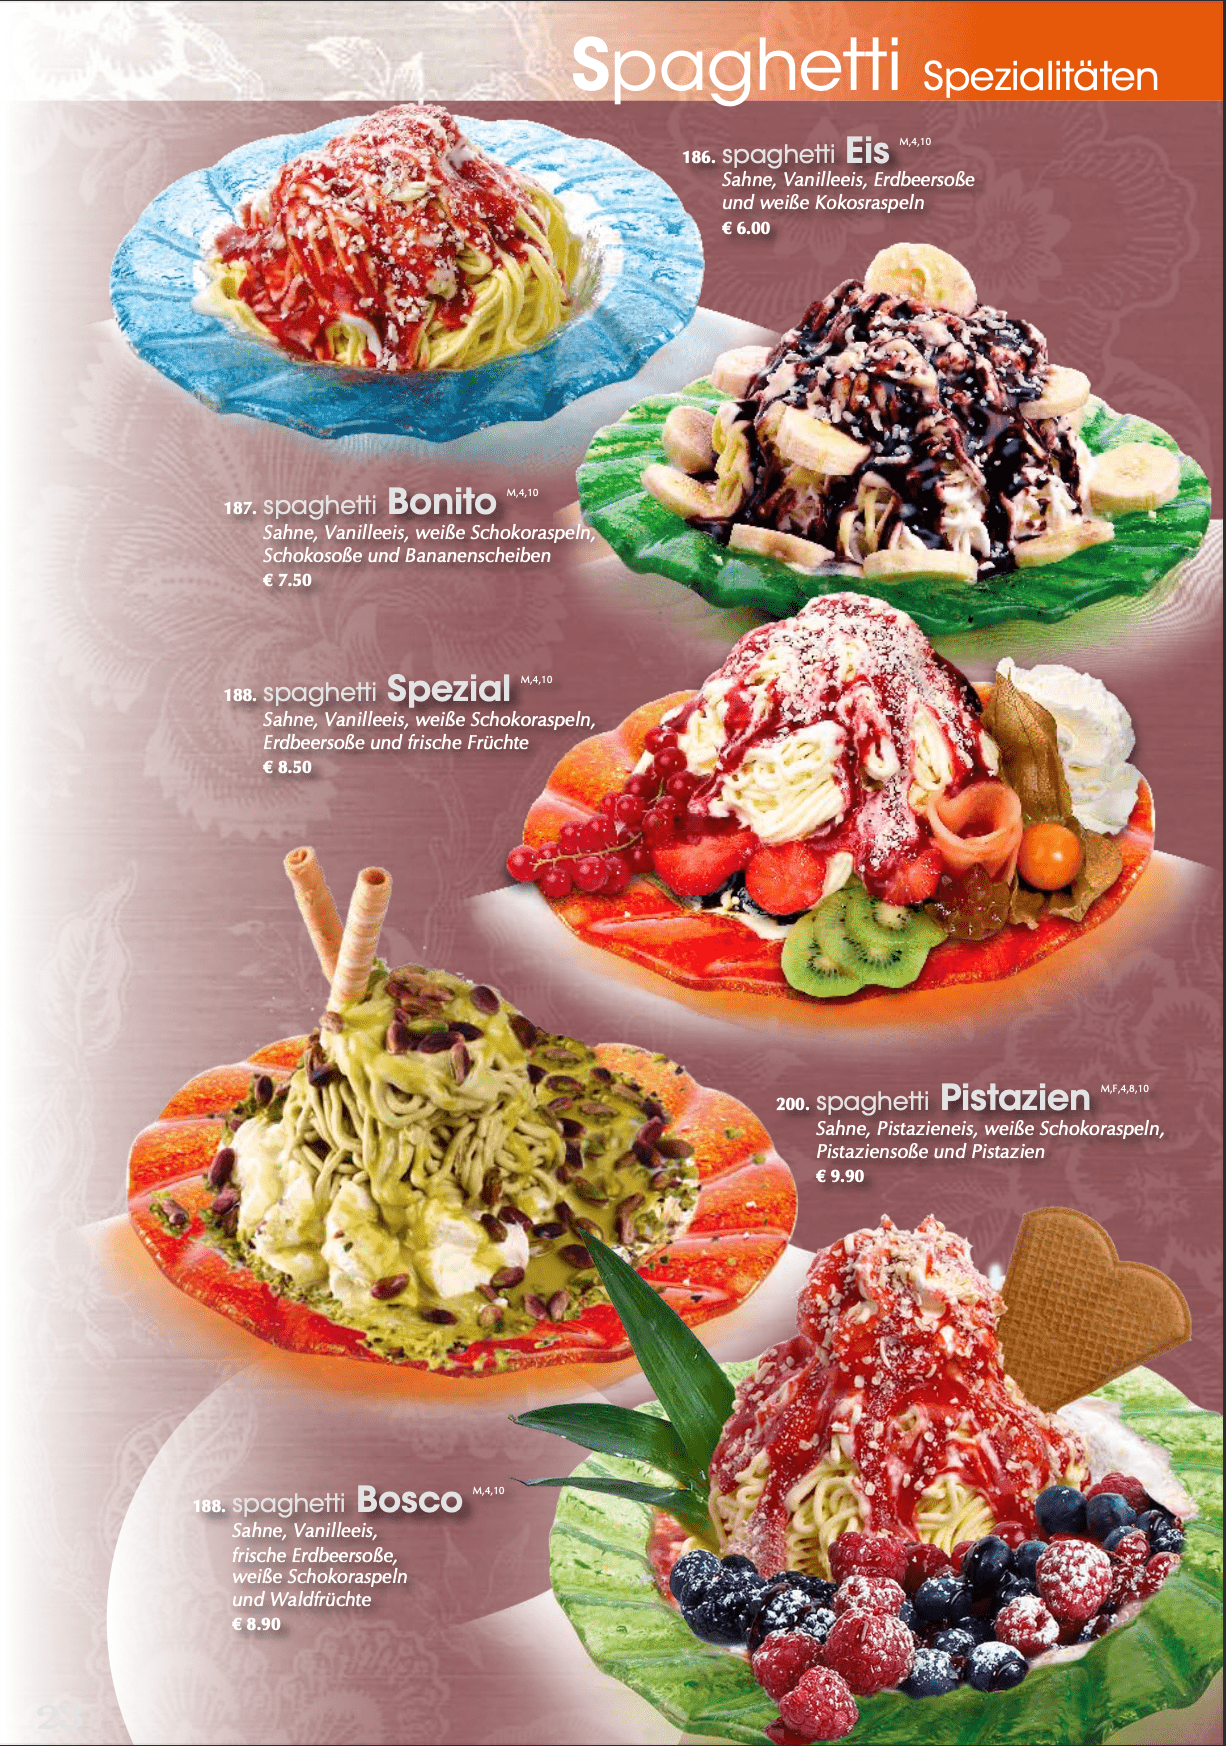 Spaghetti Spezialitäten
186. spaghetti Eis M,4,10
Sahne, Vanilleeis, Erdbeersoße
und weiße Kokosraspeln
€ 6.00
187. spaghetti Bonito M,4,10
Sahne, Vanilleeis, weiße Schokoraspeln,
Schokosoße und Bananenscheiben
€ 7.50
188. spaghetti Spezial M,4,10
Sahne, Vanilleeis, weiße Schokoraspeln,
Erdbeersoße und frische Früchte
€ 8.50
200. spaghetti Pistazien M,F,4,8,10
Sahne, Pistazieneis, weiße Schokoraspeln,
Pistaziensoße und Pistazien
€ 9.90
188. spaghetti Bosco M,4,10
Sahne, Vanilleeis,
frische Erdbeersoße,
weiße Schokoraspeln
und Waldfrüchte
€ 8.90